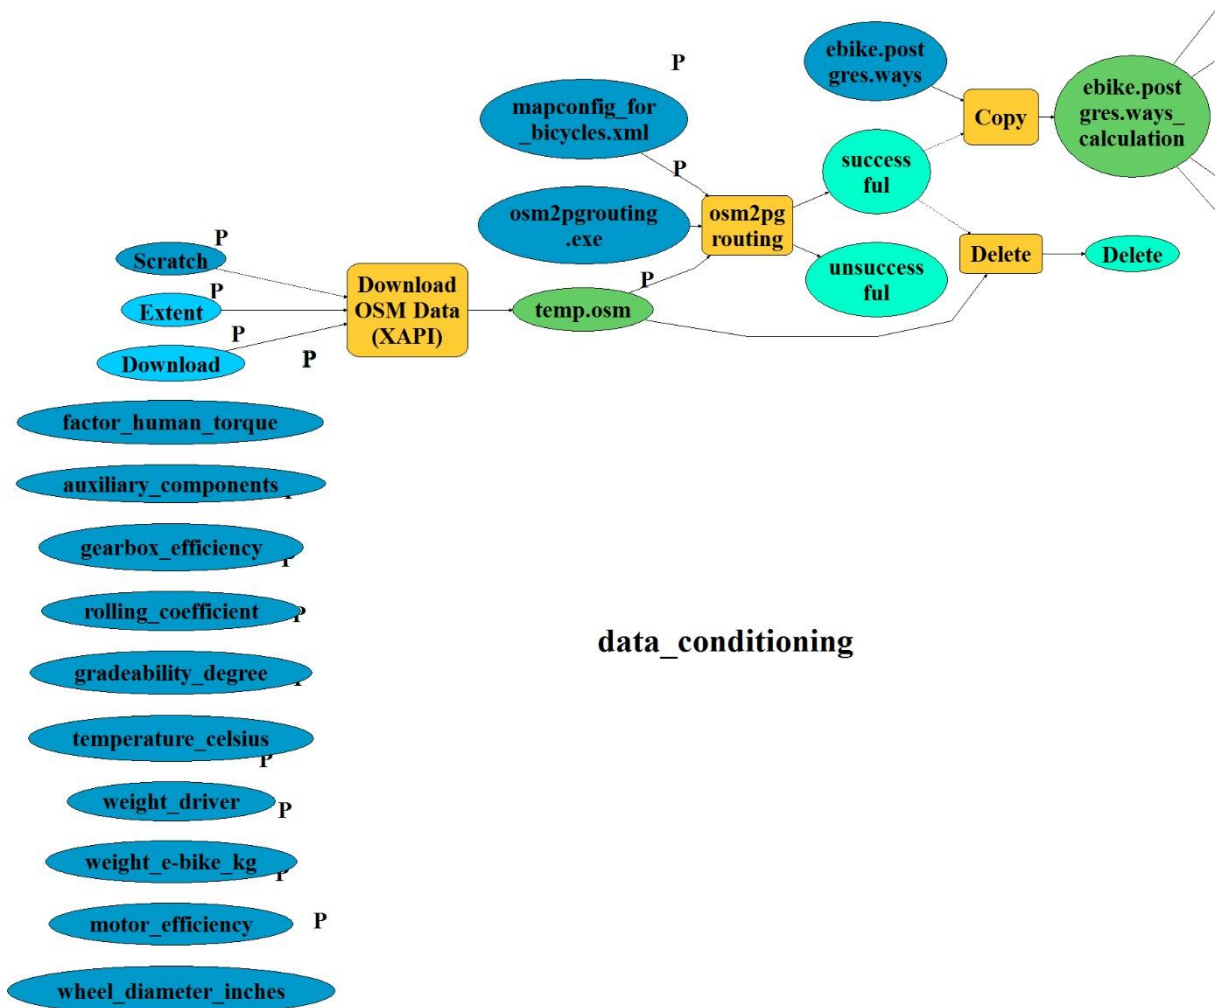 P
ebike.post
gres.ways
mapconfig_for
_bicycles.xml
Copy
ebike.post
gres.ways_
calculation
success
ful
P
osm2pgrouting
.exe
osm2pg
routing
P
Scratch
Download
OSM Data
(XAPI)
Delete
Delete
unsuccess
ful
P
P
Extent
temp.osm
P
Download
P
factor_human_torque
auxiliary_components
gearbox_efficiency
P
rolling_coefficient
P
gradeability_degree
temperature_celsius
P
weight_driver
P
weight_e-bike_kg
P
motor_efficiency
P
wheel_diameter_inches
data_conditioning